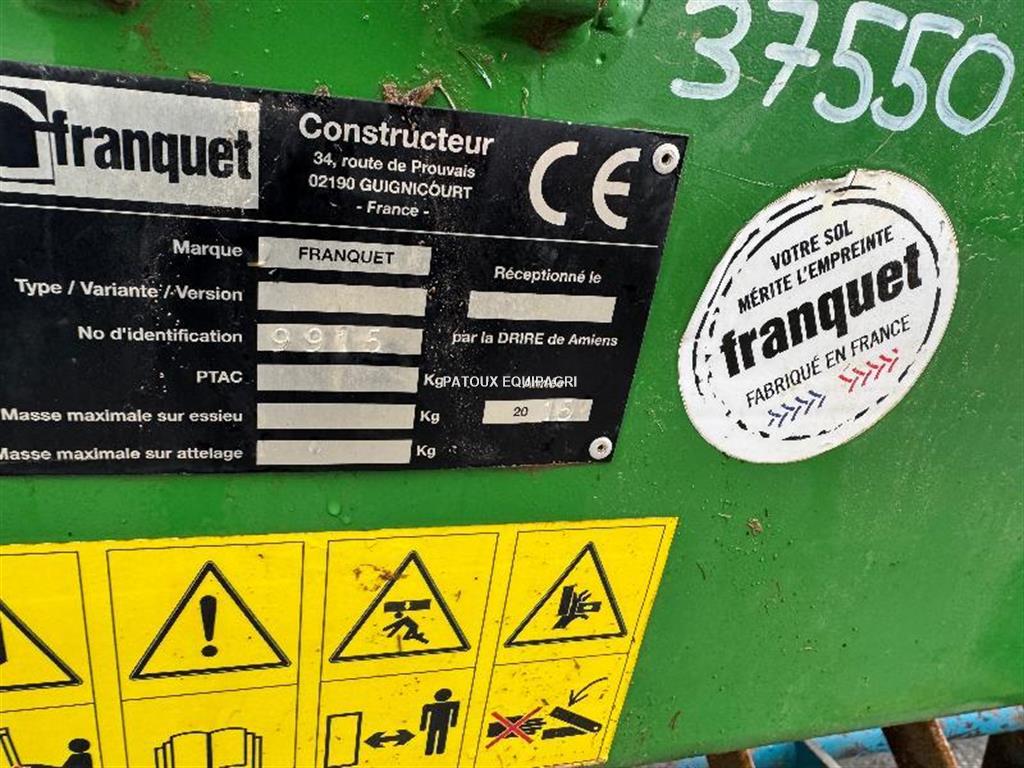 37550
franquet
Constructeur
34, route de Prouvais
02190 GUIGNICOURT
- France -
CE
Marque FRANQUET
Type / Variante / Version
No d'identification 9915
PTAC Kg
Masse maximale sur essieu Kg
Masse maximale sur attelage Kg
Réceptionné le
par la DRIRE de Amiens
20 15
PATOUX EQUIPAGRI
VOTRE SOL
MÉRITE L'EMPREINTE
franquet
FABRIQUÉ EN FRANCE